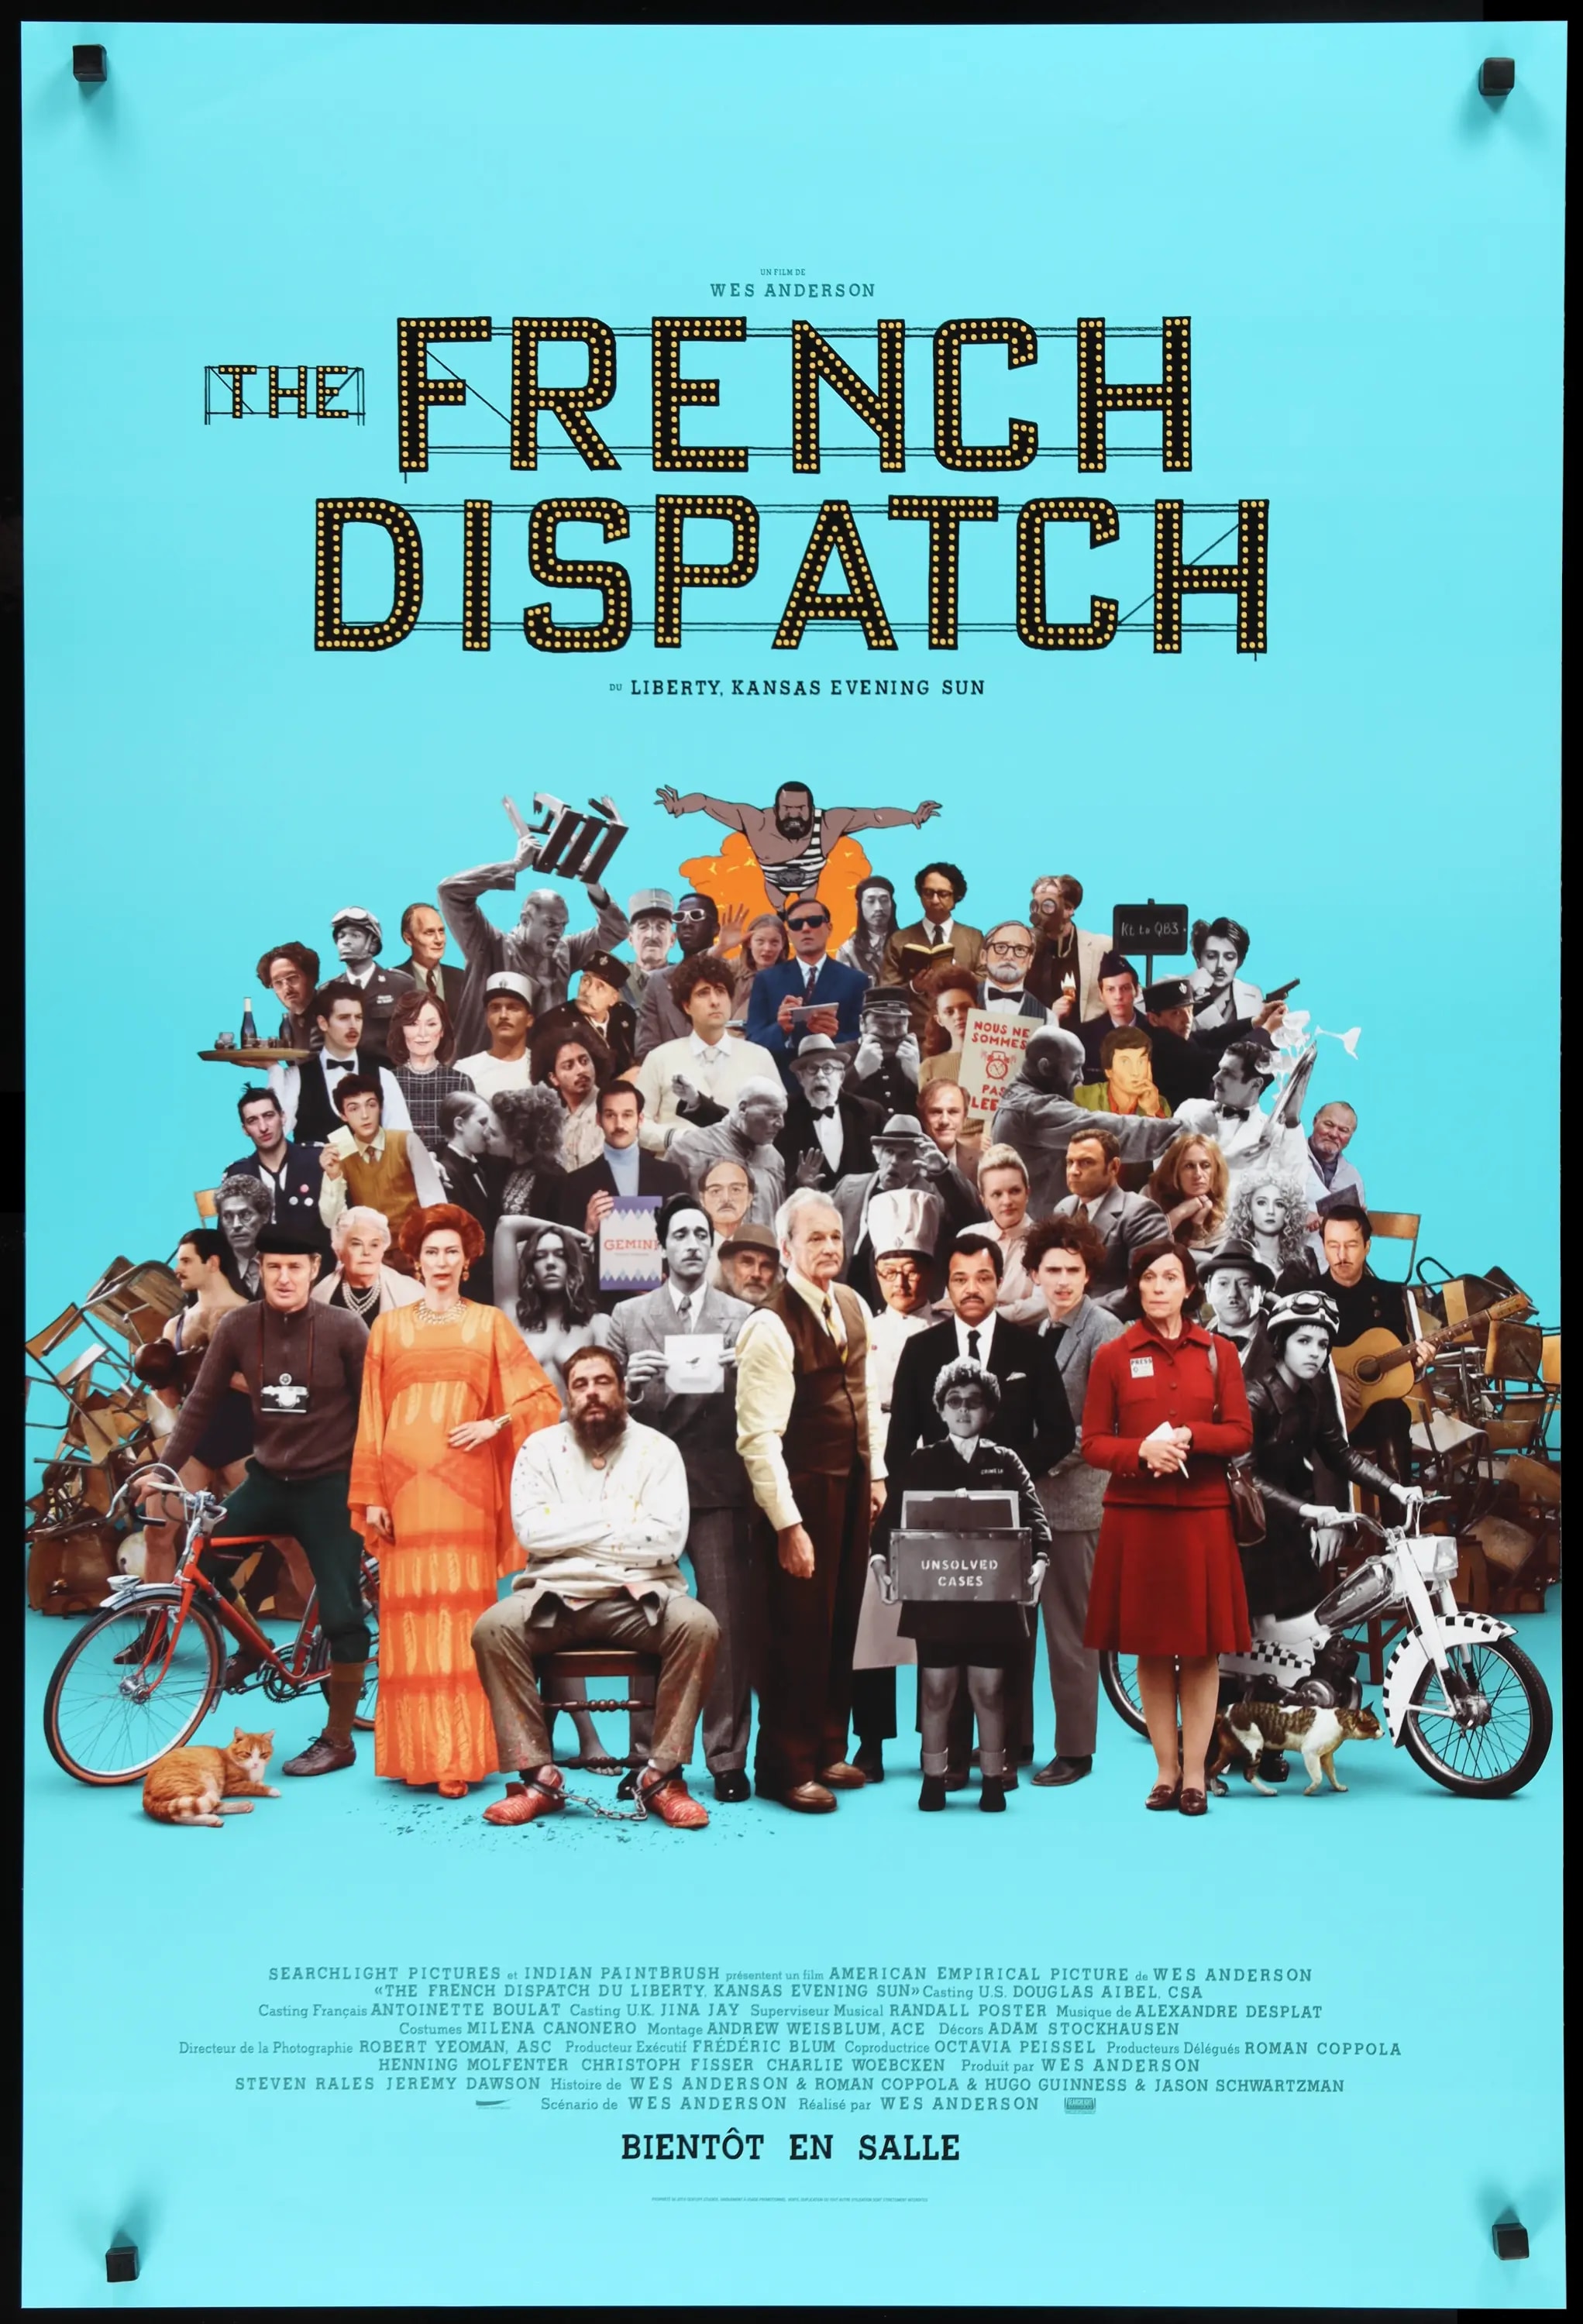 UN FILM DE
WES ANDERSON
THE FRENCH
DISPATCH
DU LIBERTY, KANSAS EVENING SUN
Kt to QB3
NOUS NE
SOMMES
PAS
GEMINI
PRESS
UNSOLVED
CASES
SEARCHLIGHT PICTURES et INDIAN PAINTBRUSH présentent un film AMERICAN EMPIRICAL PICTURE de WES ANDERSON
«THE FRENCH DISPATCH DU LIBERTY, KANSAS EVENING SUN» Casting U.S. DOUGLAS AIBEL, CSA
Casting Français ANTOINETTE BOULAT Casting U.K. JINA JAY Superviseur Musical RANDALL POSTER Musique de ALEXANDRE DESPLAT
Costumes MILENA CANONERO Montage ANDREW WEISBLUM, ACE Décors ADAM STOCKHAUSEN
Directeur de la Photographie ROBERT YEOMAN, ASC Producteur Exécutif FRÉDÉRIC BLUM Coproductrice OCTAVIA PEISSEL Producteurs Délégués ROMAN COPPOLA
HENNING MOLFENTER CHRISTOPH FISSER CHARLIE WOEBCKEN Produit par WES ANDERSON
STEVEN RALES JEREMY DAWSON Histoire de WES ANDERSON & ROMAN COPPOLA & HUGO GUINNESS & JASON SCHWARTZMAN
Scénario de WES ANDERSON Réalisé par WES ANDERSON
BIENTÔT EN SALLE